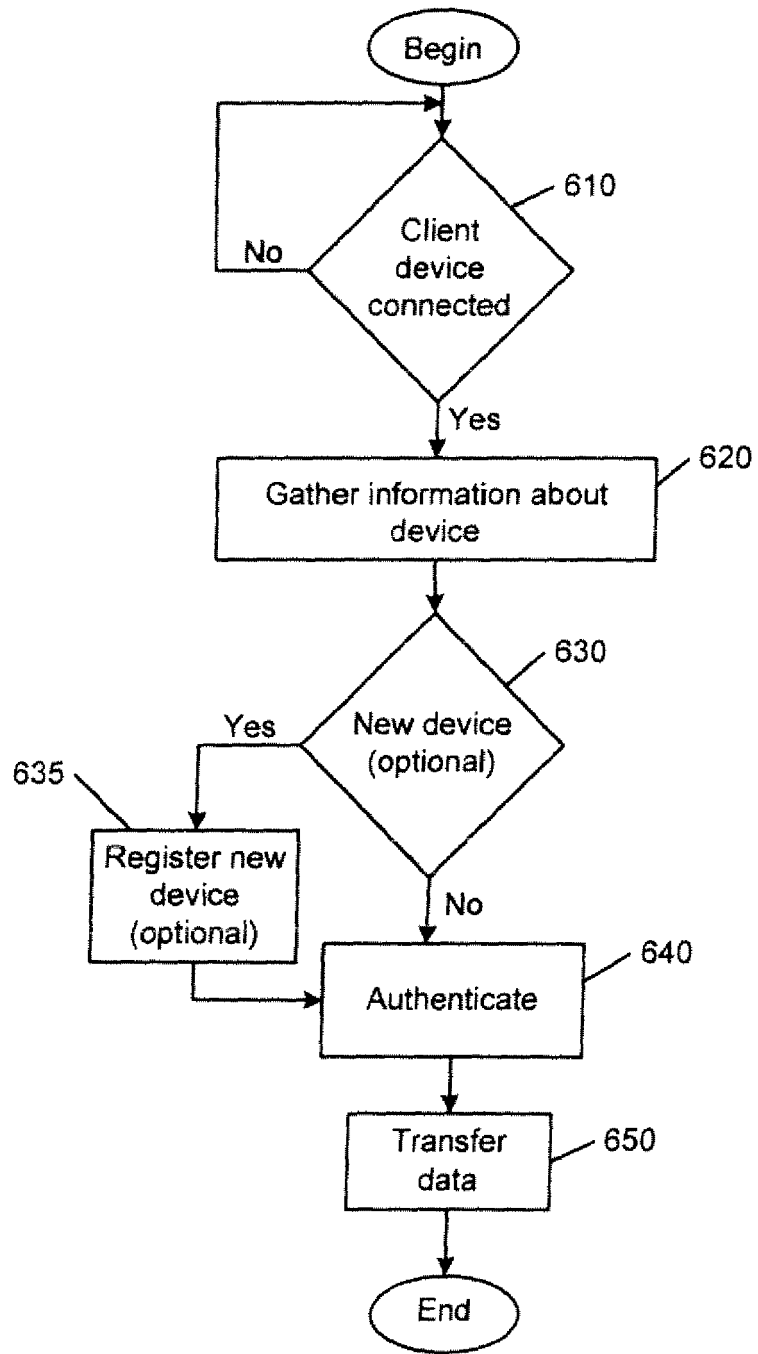 Begin
610
Client
device
connected
No
Yes
620
Gather information about
device
630
New device
(optional)
Yes
635
Register new
device
(optional)
No
640
Authenticate
650
Transfer
data
End